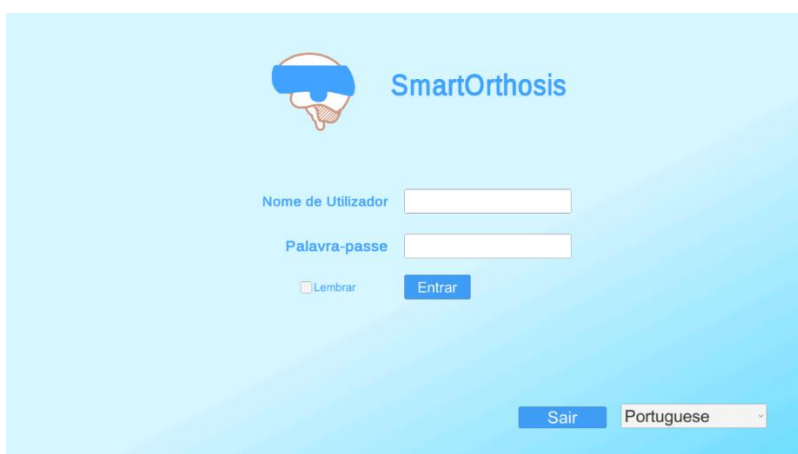 SmartOrthosis
Nome de Utilizador
Palavra-passe
Lembrar
Entrar
Sair
Portuguese